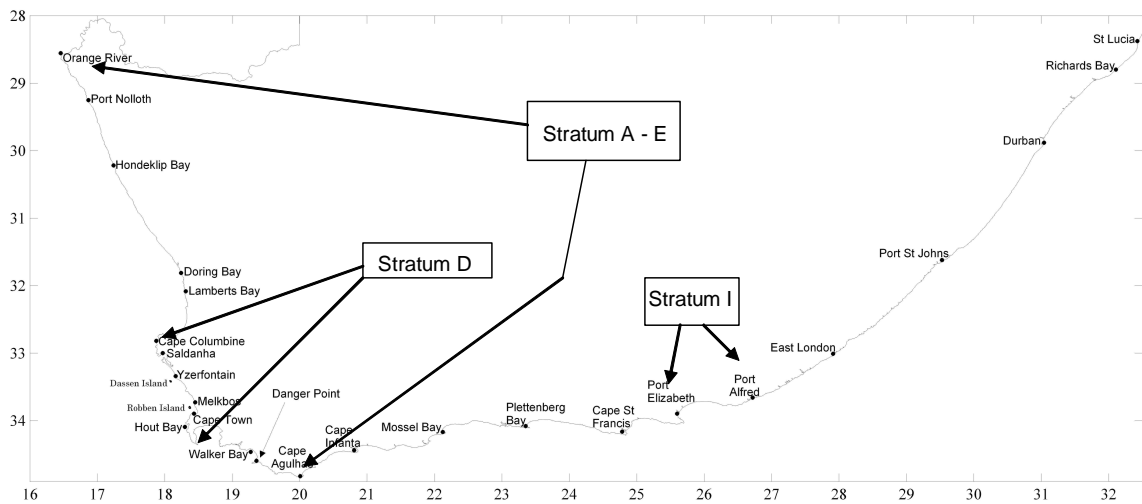 28
St Lucia
Orange River
Richards Bay
29
Port Nolloth
Stratum A - E
Durban
30
Hondeklip Bay
31
Port St Johns
Doring Bay
Stratum D
32
Lamberts Bay
Stratum I
Cape Columbine
East London
33
Saldanha
Yzerfontain
Dassen Island
Port
Elizabeth
Port
Alfred
Danger Point
Melkbos
Robben Island
Cape Town
Plettenberg
Bay
Cape St
Francis
34
Hout Bay
Mossel Bay
Cape
Infanta
Walker Bay
Cape
Agulhas
16
17
18
19
20
21
22
23
24
25
26
27
28
29
30
31
32